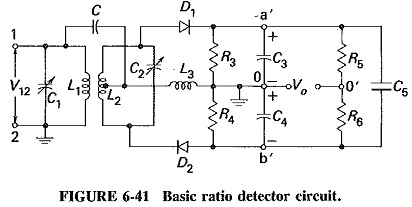 C
D1
-a'
1
+
R3
C3
R5
V12
C1
L1
L2
C2
L3
0
-
+
Vo
0'
C5
R4
C4
R6
2
D2
-
b'
FIGURE 6-41 Basic ratio detector circuit.